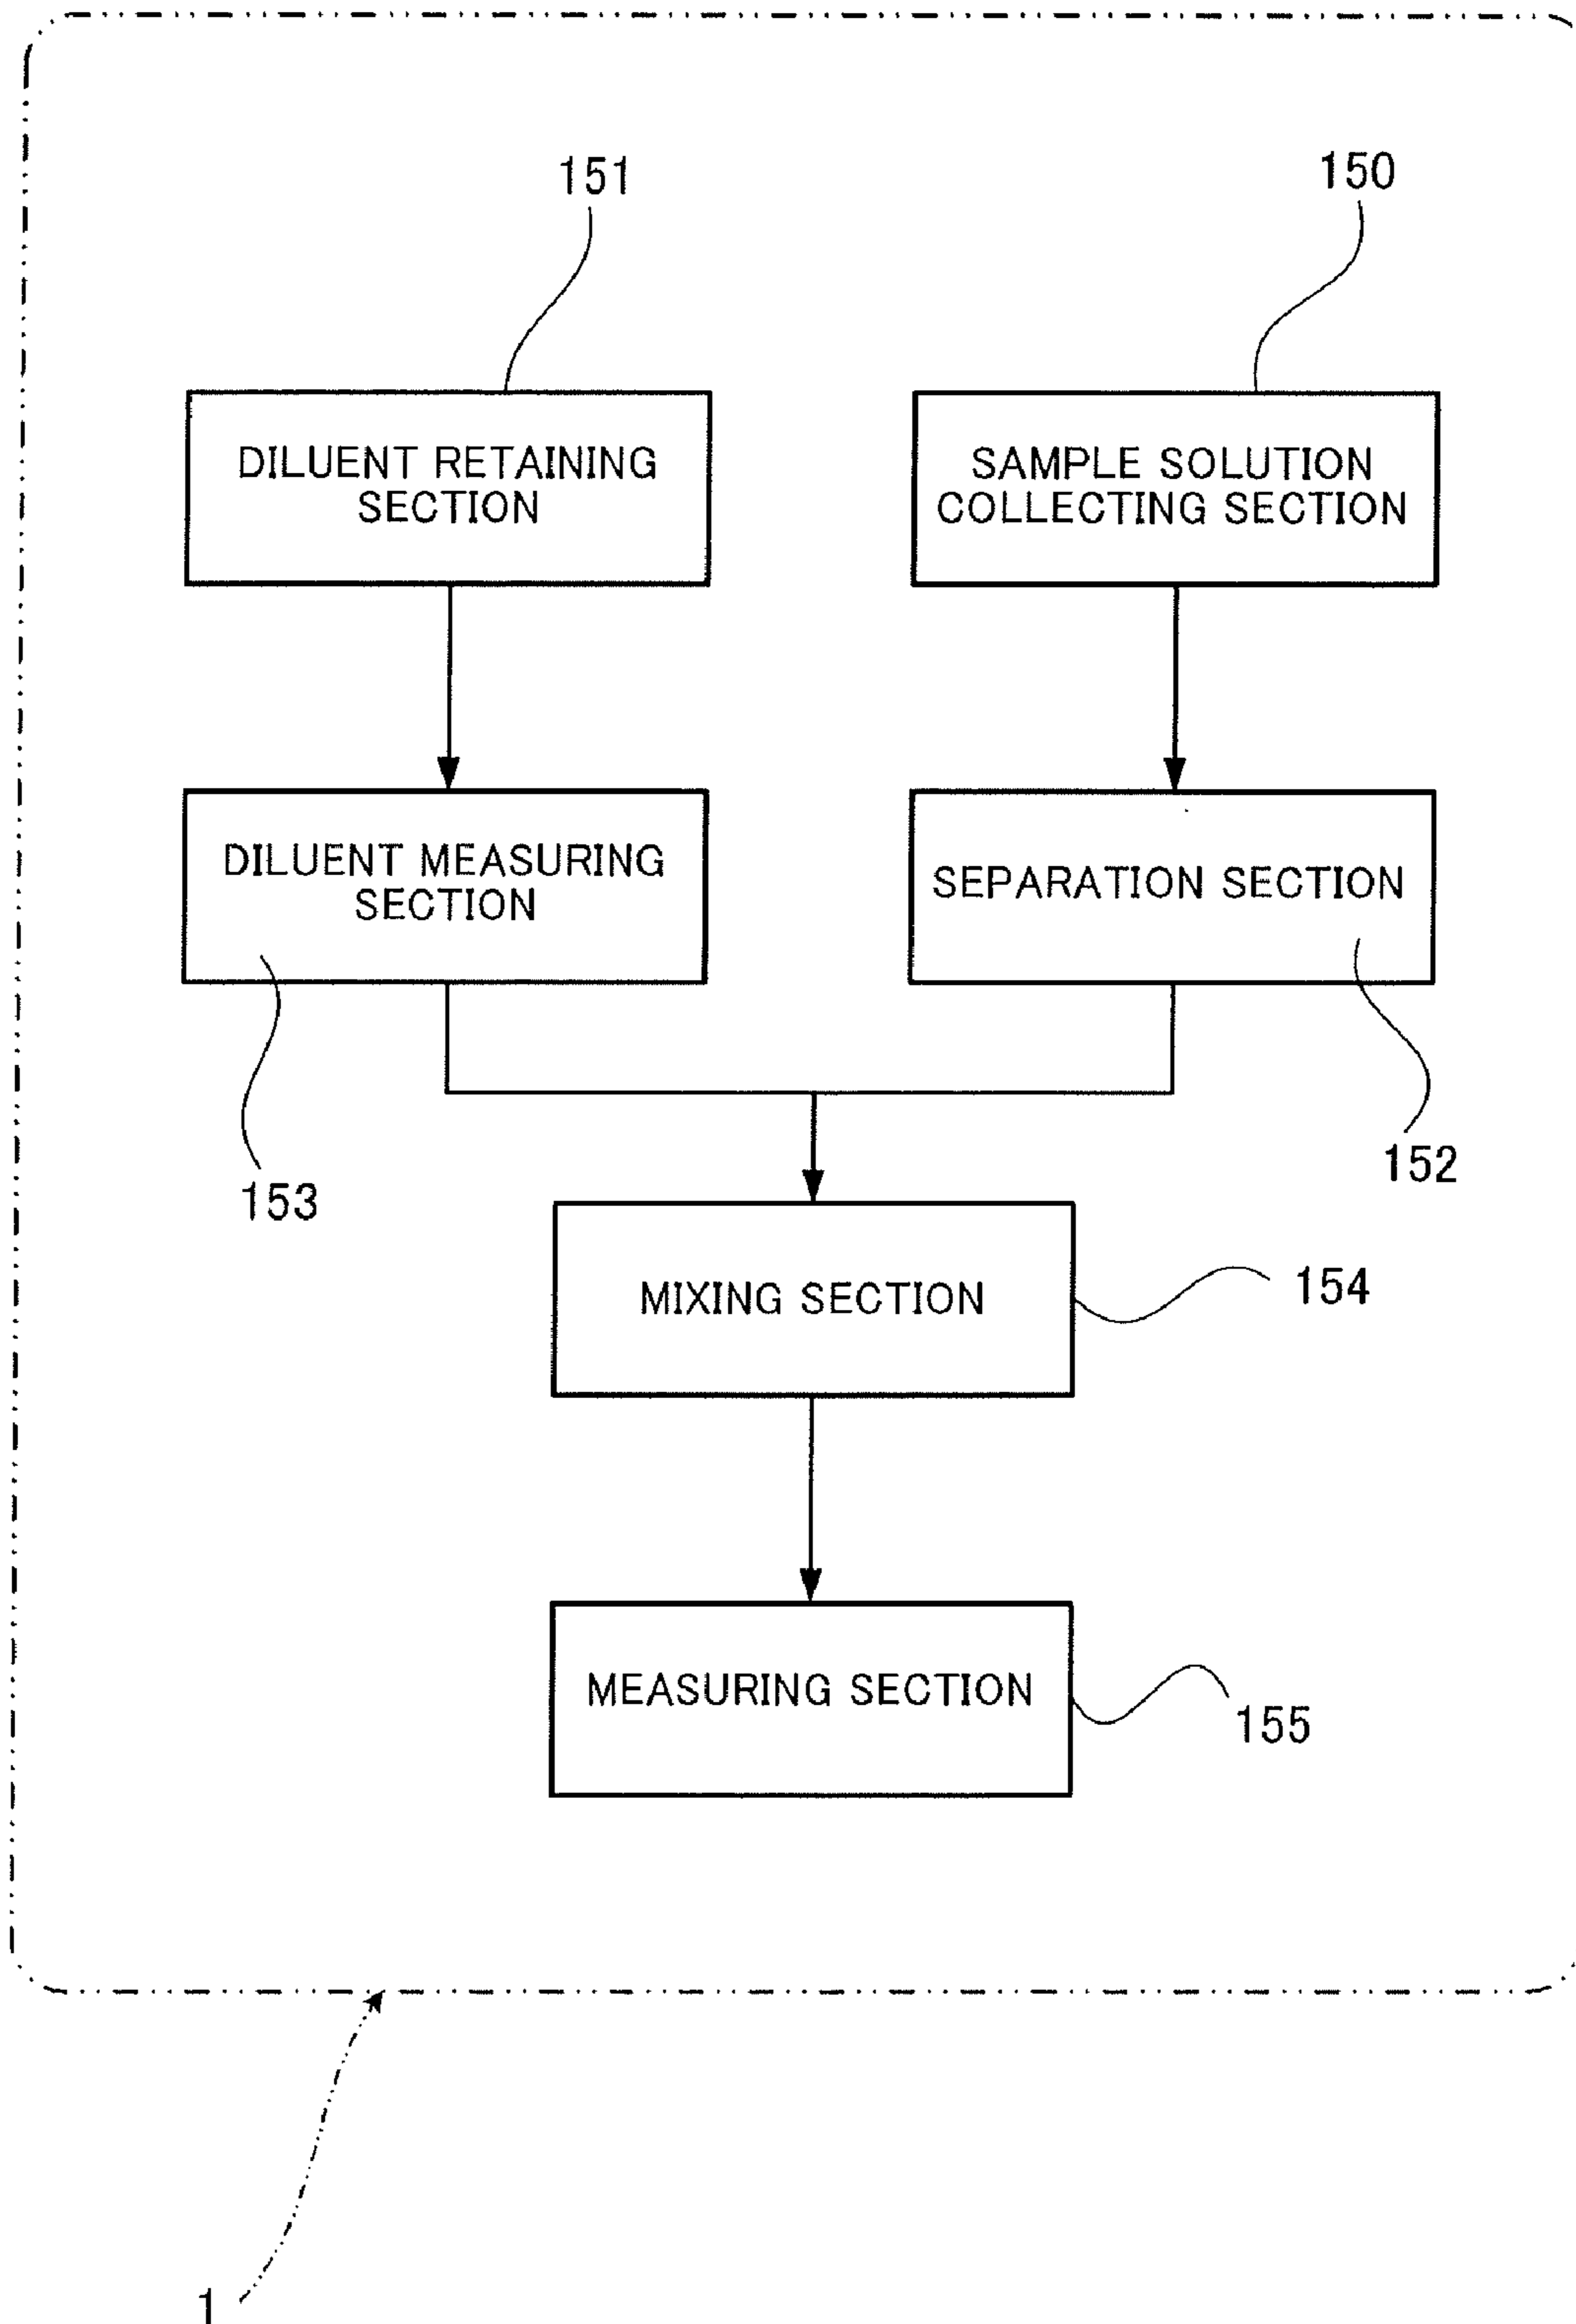 151
150
DILUENT RETAINING
SECTION
SAMPLE SOLUTION
COLLECTING SECTION
DILUENT MEASURING
SECTION
SEPARATION SECTION
153
152
MIXING SECTION
154
MEASURING SECTION
155
1